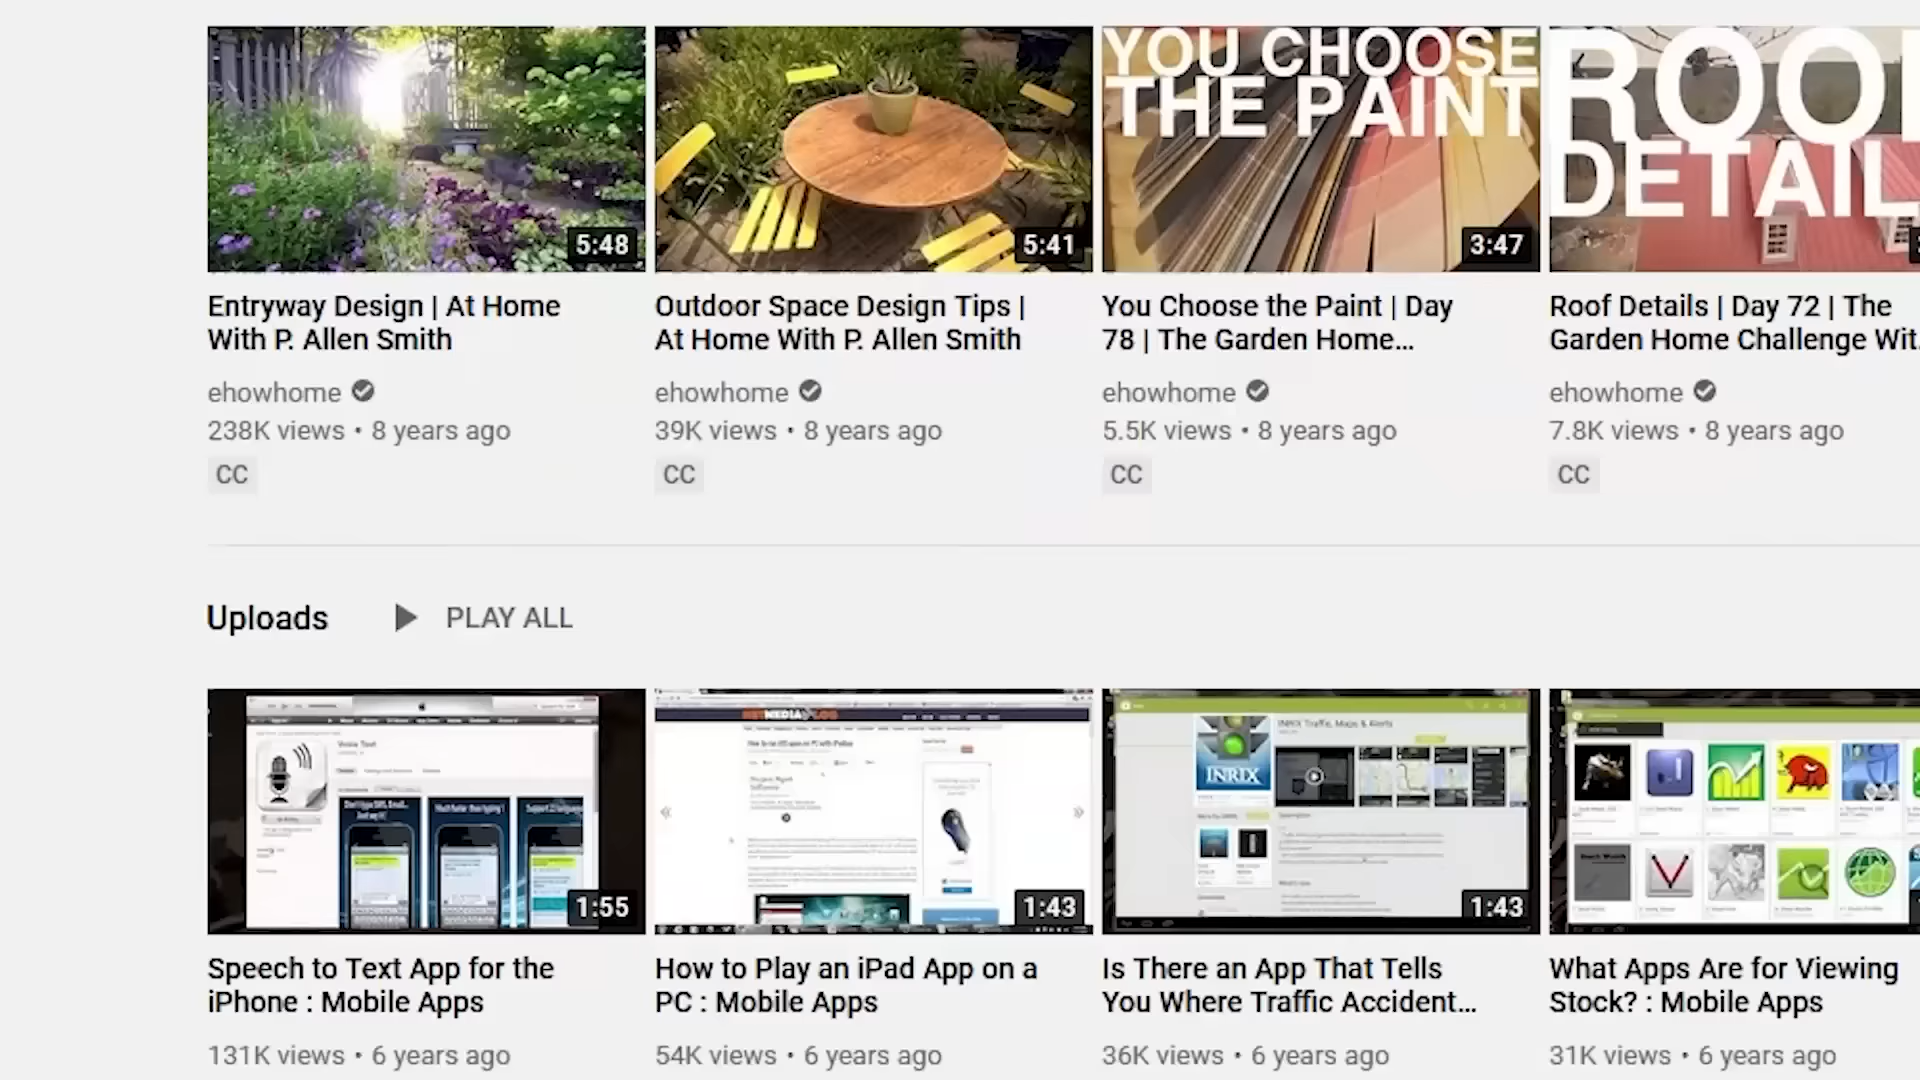 YOU CHOOSE
THE PAINT
DETAIL
5:48
5:41
3:47
Entryway Design | At Home
With P. Allen Smith
ehowhome
238K views • 8 years ago
CC
Outdoor Space Design Tips |
At Home With P. Allen Smith
ehowhome
39K views • 8 years ago
CC
You Choose the Paint | Day
78 | The Garden Home...
ehowhome
5.5K views • 8 years ago
CC
Roof Details | Day 72 | The
Garden Home Challenge Wit
ehowhome
7.8K views • 8 years ago
CC
Uploads
PLAY ALL
INRIX Traffic, Maps & Alerts
INRIX
1:55
1:43
1:43
Speech to Text App for the
iPhone : Mobile Apps
131K views • 6 years ago
How to Play an iPad App on a
PC : Mobile Apps
54K views • 6 years ago
Is There an App That Tells
You Where Traffic Accident...
36K views • 6 years ago
What Apps Are for Viewing
Stock? : Mobile Apps
31K views • 6 years ago